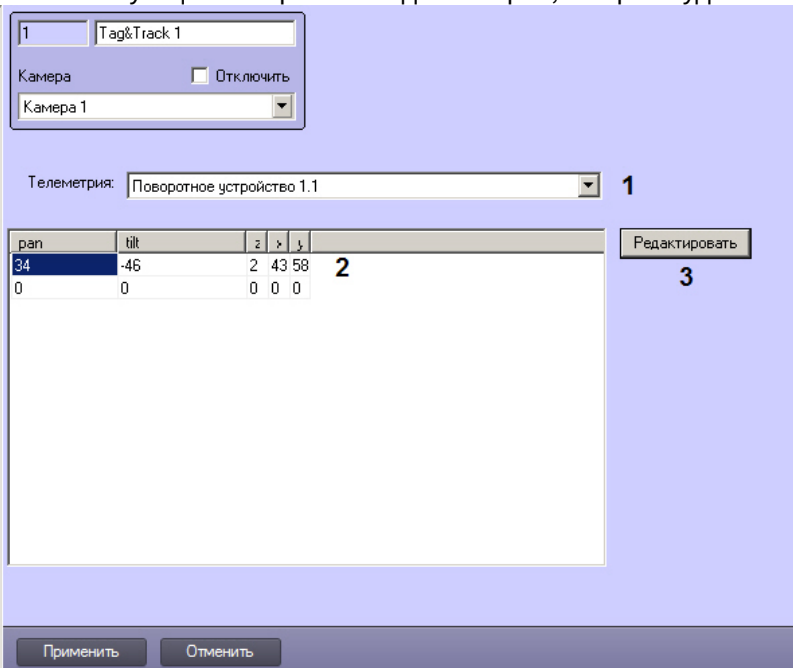 1 Tag&Track 1
Камера Отключить
Камера 1
Телеметрия: Поворотное устройство 1.1 1
pan tilt z x y Редактировать
34 -46 2 43 58 2
3
0 0 0 0 0
Применить Отменить